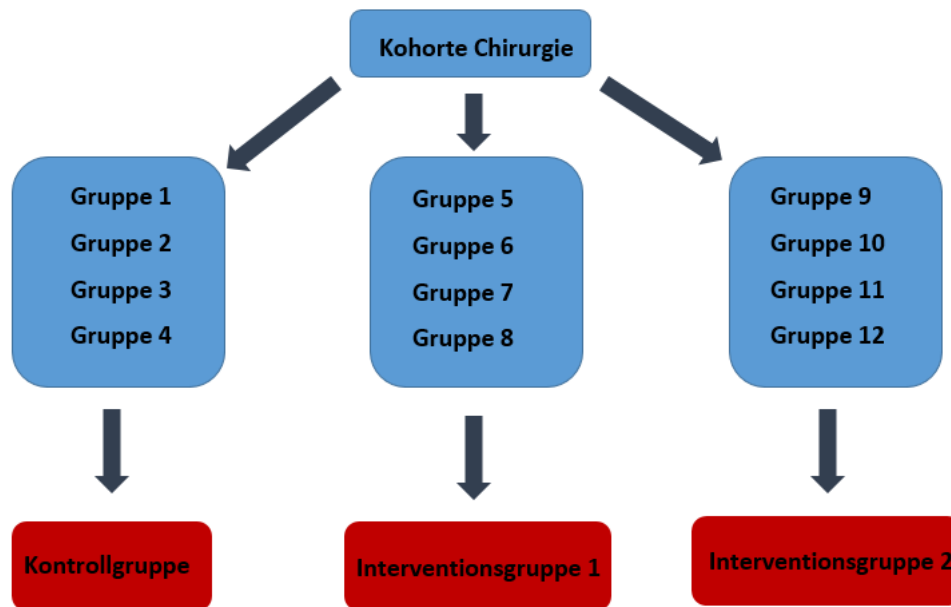 Kohorte Chirurgie
Gruppe 1
Gruppe 2
Gruppe 3
Gruppe 4
Gruppe 5
Gruppe 6
Gruppe 7
Gruppe 8
Gruppe 9
Gruppe 10
Gruppe 11
Gruppe 12
Kontrollgruppe
Interventionsgruppe 1
Interventionsgruppe 2